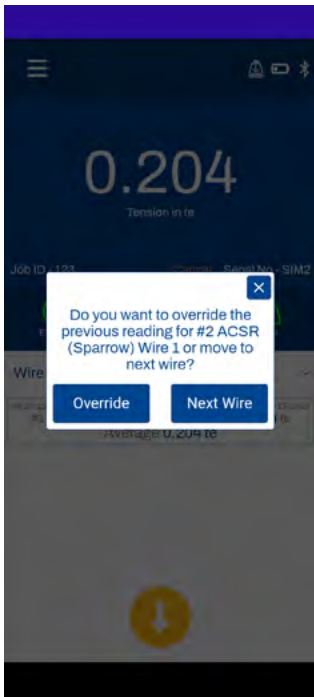 0.204
Tension in te
Job ID - 123
Cancel
Serial No - SIM2
Do you want to override the
previous reading for #2 ACSR
(Sparrow) Wire 1 or move to
next wire?
Wire
Override
Next Wire
Average 0.204 te